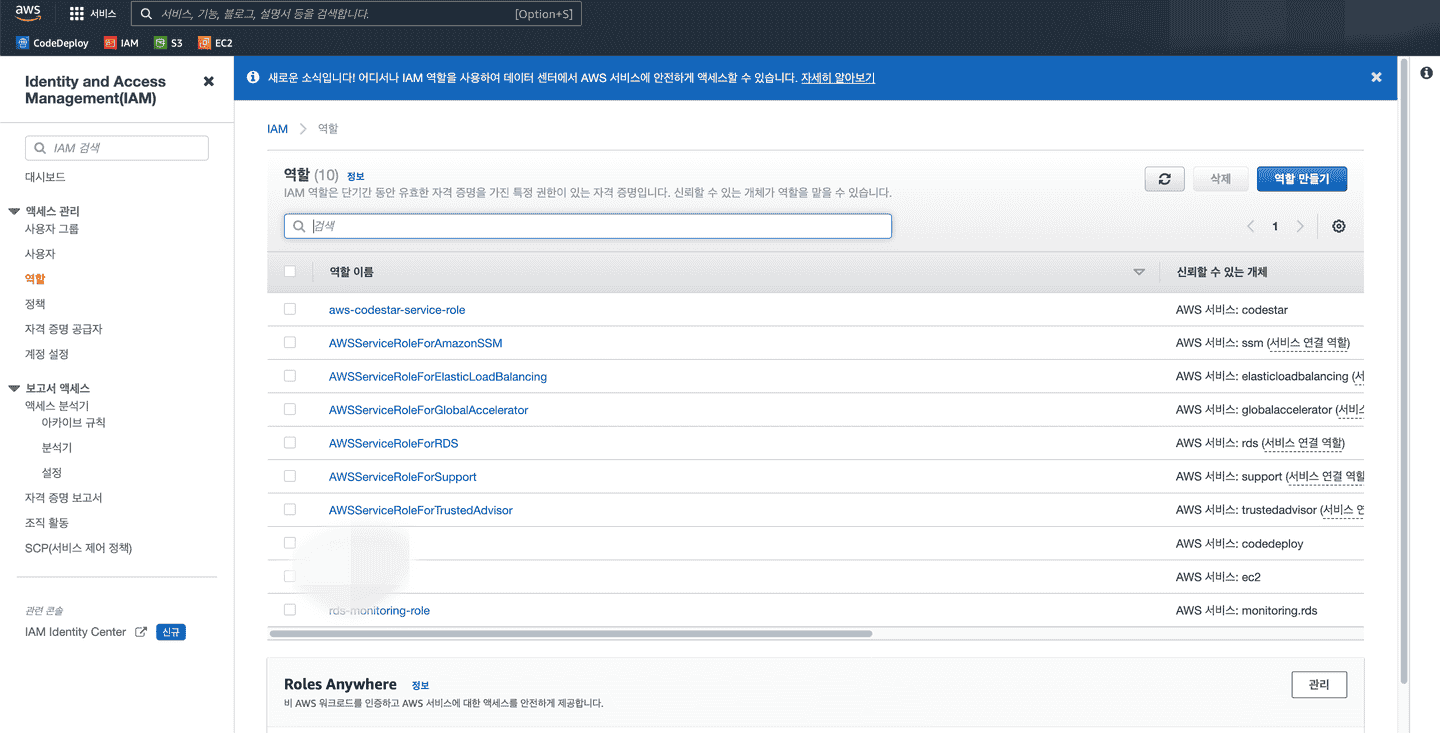 aws
서비스
서비스, 기능, 블로그, 설명서 등을 검색합니다.
[Option+S]
CodeDeploy
IAM
S3
EC2
Identity and Access
Management(IAM)
IAM 검색
대시보드
액세스 관리
사용자 그룹
사용자
역할
정책
자격 증명 공급자
계정 설정
보고서 액세스
액세스 분석기
아카이브 규칙
분석기
설정
자격 증명 보고서
조직 활동
SCP(서비스 제어 정책)
관련 콘솔
IAM Identity Center 신규
새로운 소식입니다! 어디서나 IAM 역할을 사용하여 데이터 센터에서 AWS 서비스에 안전하게 액세스할 수 있습니다. 자세히 알아보기
IAM 역할
역할 (10) 정보
IAM 역할은 단기간 동안 유효한 자격 증명을 가진 특정 권한이 있는 자격 증명입니다. 신뢰할 수 있는 개체가 역할을 맡을 수 있습니다.
삭제
역할 만들기
검색
1
역할 이름 신뢰할 수 있는 개체
aws-codestar-service-role AWS 서비스: codestar
AWSServiceRoleForAmazonSSM AWS 서비스: ssm (서비스 연결 역할)
AWSServiceRoleForElasticLoadBalancing AWS 서비스: elasticloadbalancing (서
AWSServiceRoleForGlobalAccelerator AWS 서비스: globalaccelerator (서비스
AWSServiceRoleForRDS AWS 서비스: rds (서비스 연결 역할)
AWSServiceRoleForSupport AWS 서비스: support (서비스 연결 역할
AWSServiceRoleForTrustedAdvisor AWS 서비스: trustedadvisor (서비스 연
AWS 서비스: codedeploy
AWS 서비스: ec2
rds-monitoring-role AWS 서비스: monitoring.rds
Roles Anywhere 정보
비 AWS 워크로드를 인증하고 AWS 서비스에 대한 액세스를 안전하게 제공합니다.
관리